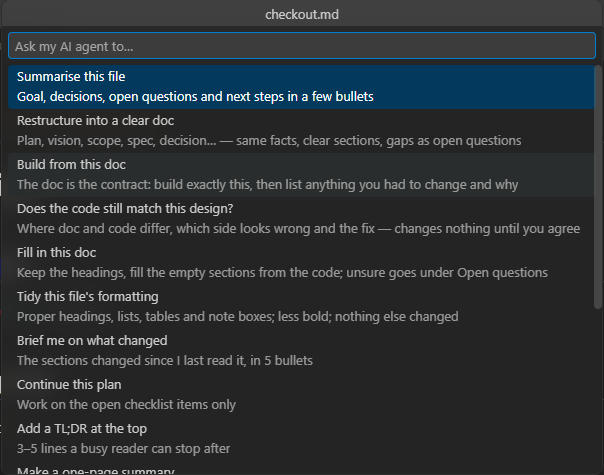 checkout.md
Ask my AI agent to...
Summarise this file
Goal, decisions, open questions and next steps in a few bullets
Restructure into a clear doc
Plan, vision, scope, spec, decision... — same facts, clear sections, gaps as open questions
Build from this doc
The doc is the contract: build exactly this, then list anything you had to change and why
Does the code still match this design?
Where doc and code differ, which side looks wrong and the fix — changes nothing until you agree
Fill in this doc
Keep the headings, fill the empty sections from the code; unsure goes under Open questions
Tidy this file's formatting
Proper headings, lists, tables and note boxes; less bold; nothing else changed
Brief me on what changed
The sections changed since I last read it, in 5 bullets
Continue this plan
Work on the open checklist items only
Add a TL;DR at the top
3–5 lines a busy reader can stop after
Make a one-page summary